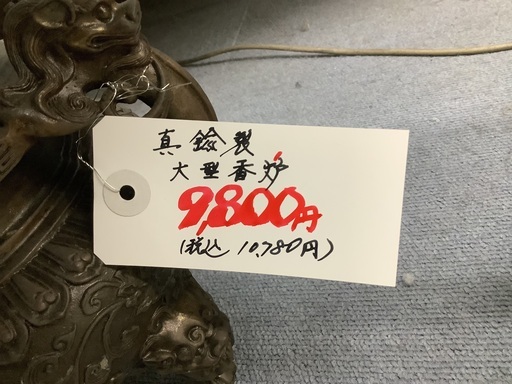 真鍮製
大型香炉
9,800円
(税込 10,780円)